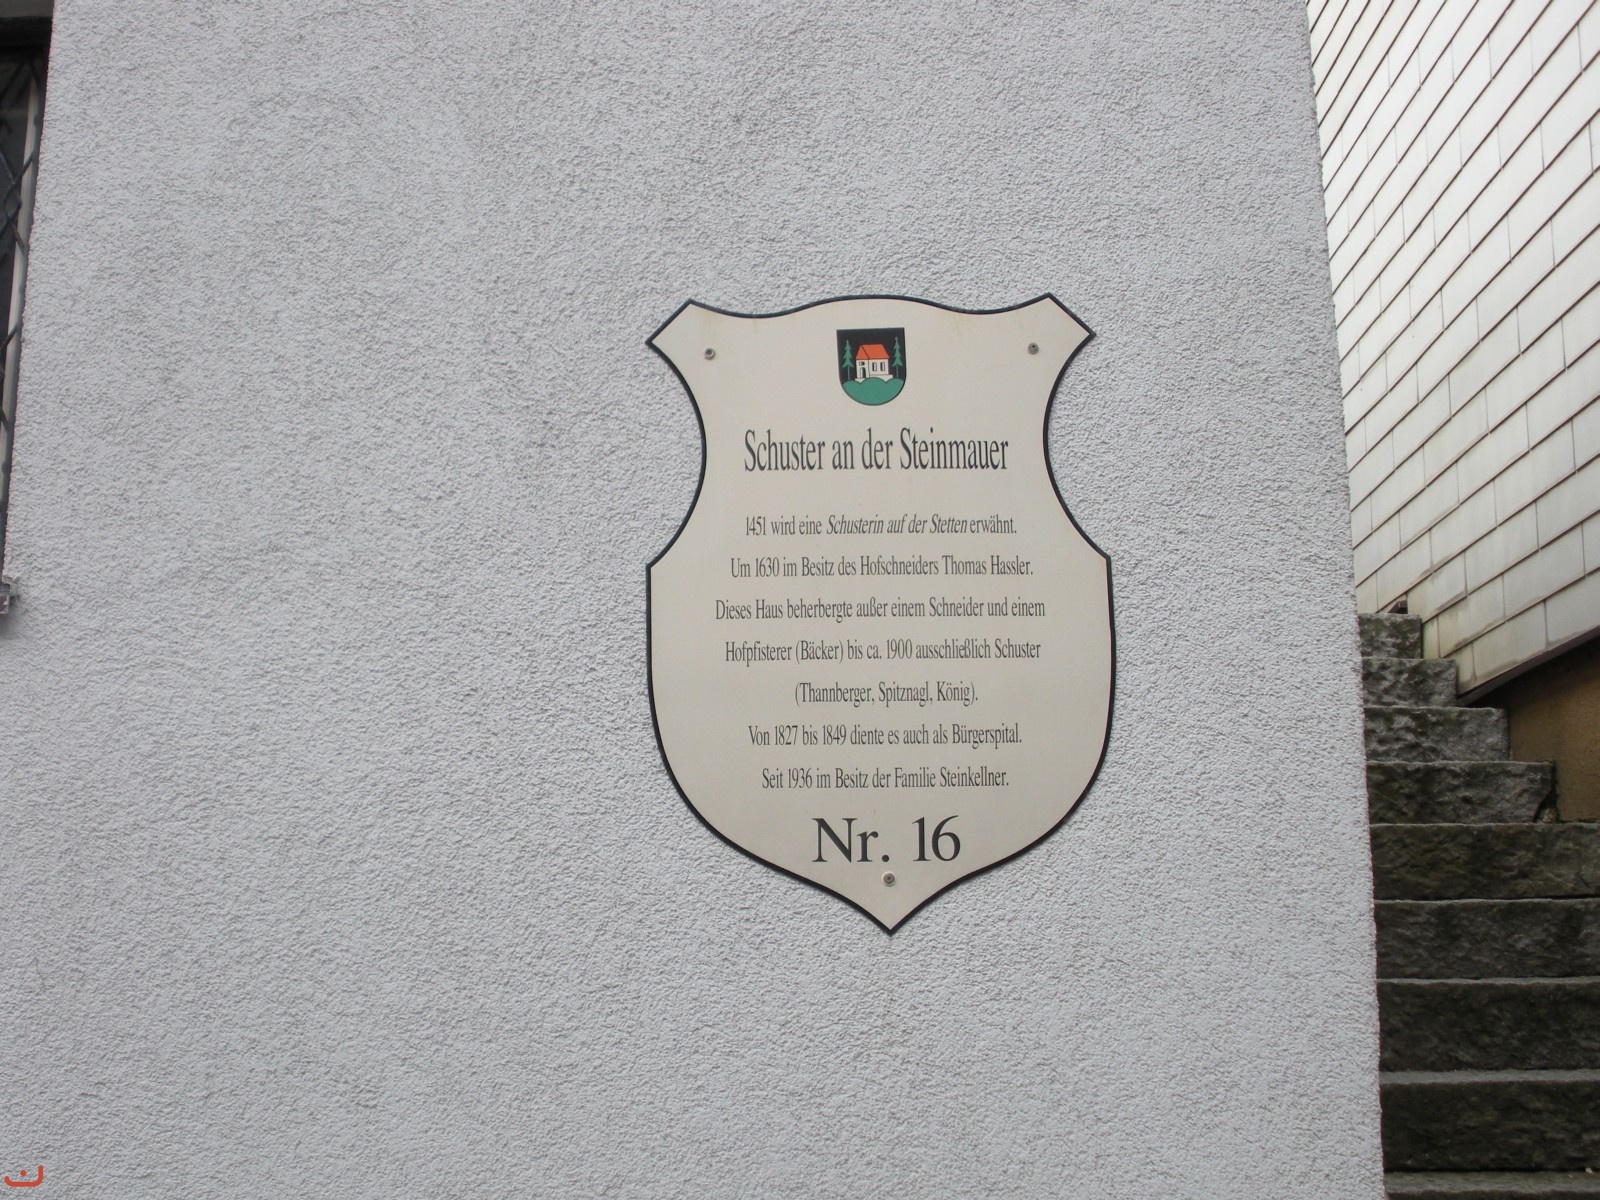 Schuster an der Steinmauer
1451 wird eine Schusterin auf der Stetten erwähnt.
Um 1630 im Besitz des Hofschneiders Thomas Hassler.
Dieses Haus beherbergte außer einem Schneider und einem
Hofpfisterer (Bäcker) bis ca. 1900 ausschließlich Schuster
(Thannberger, Spitznagl, König).
Von 1827 bis 1849 diente es auch als Bürgerspital.
Seit 1936 im Besitz der Familie Steinkellner.
Nr. 16